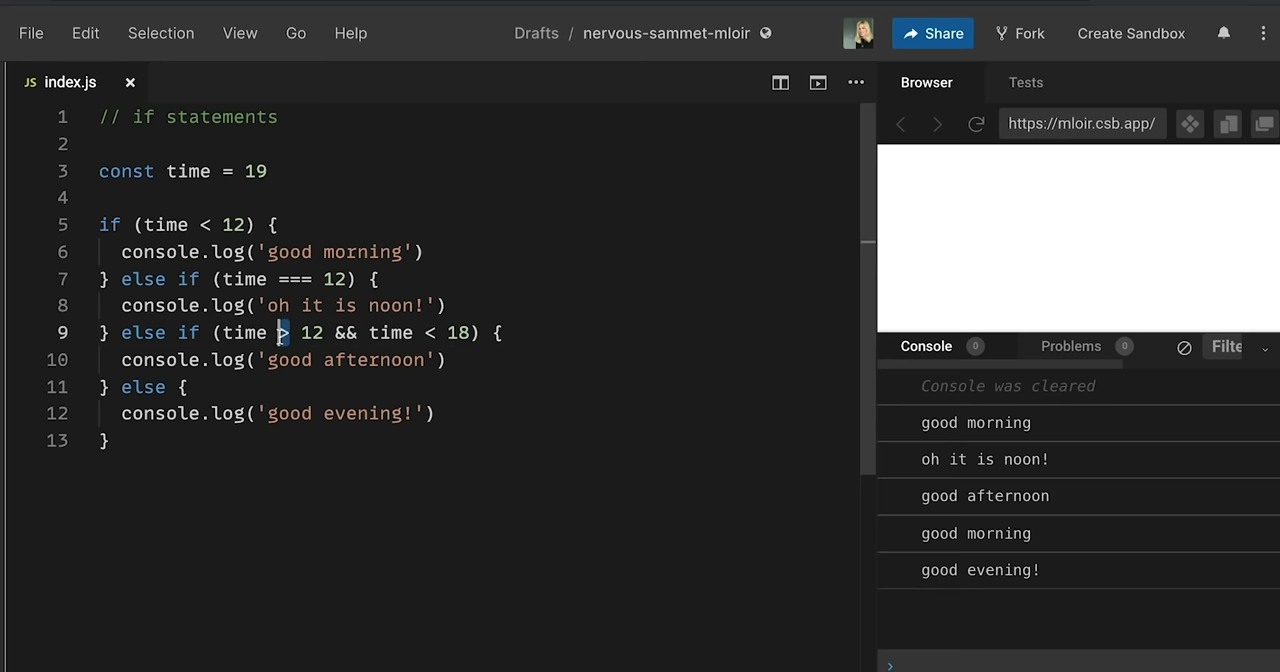 File Edit Selection View Go Help Drafts / nervous-sammet-mloir Share Fork Create Sandbox
JS index.js
1 // if statements
2
3 const time = 19
4
5 if (time < 12) {
6 console.log('good morning')
7 } else if (time === 12) {
8 console.log('oh it is noon!')
9 } else if (time > 12 && time < 18) {
10 console.log('good afternoon')
11 } else {
12 console.log('good evening!')
13 }
Browser Tests
https://mloir.csb.app/
Console 0 Problems 0 Filte
Console was cleared
good morning
oh it is noon!
good afternoon
good morning
good evening!
›